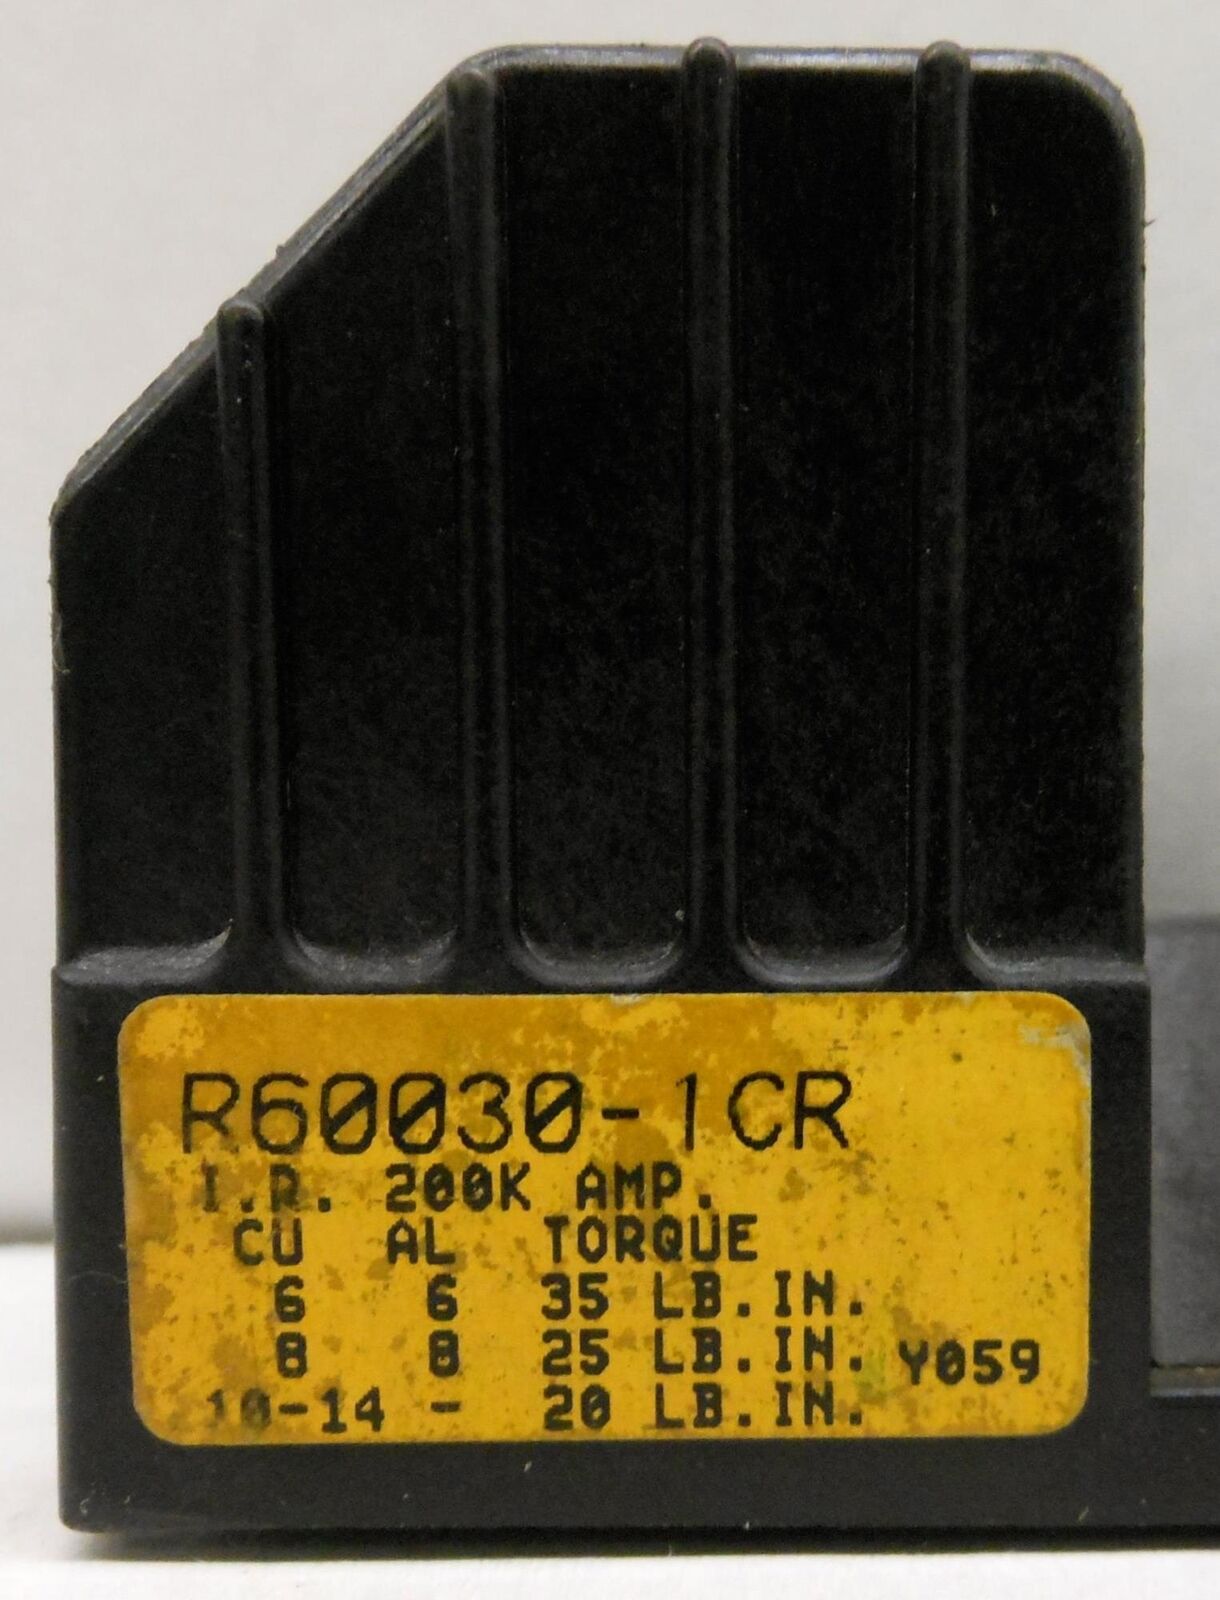 R60030-1CR
I.R. 200K AMP.
CU AL TORQUE
6 6 35 LB.IN.
8 8 25 LB.IN. Y059
10-14 - 20 LB.IN.